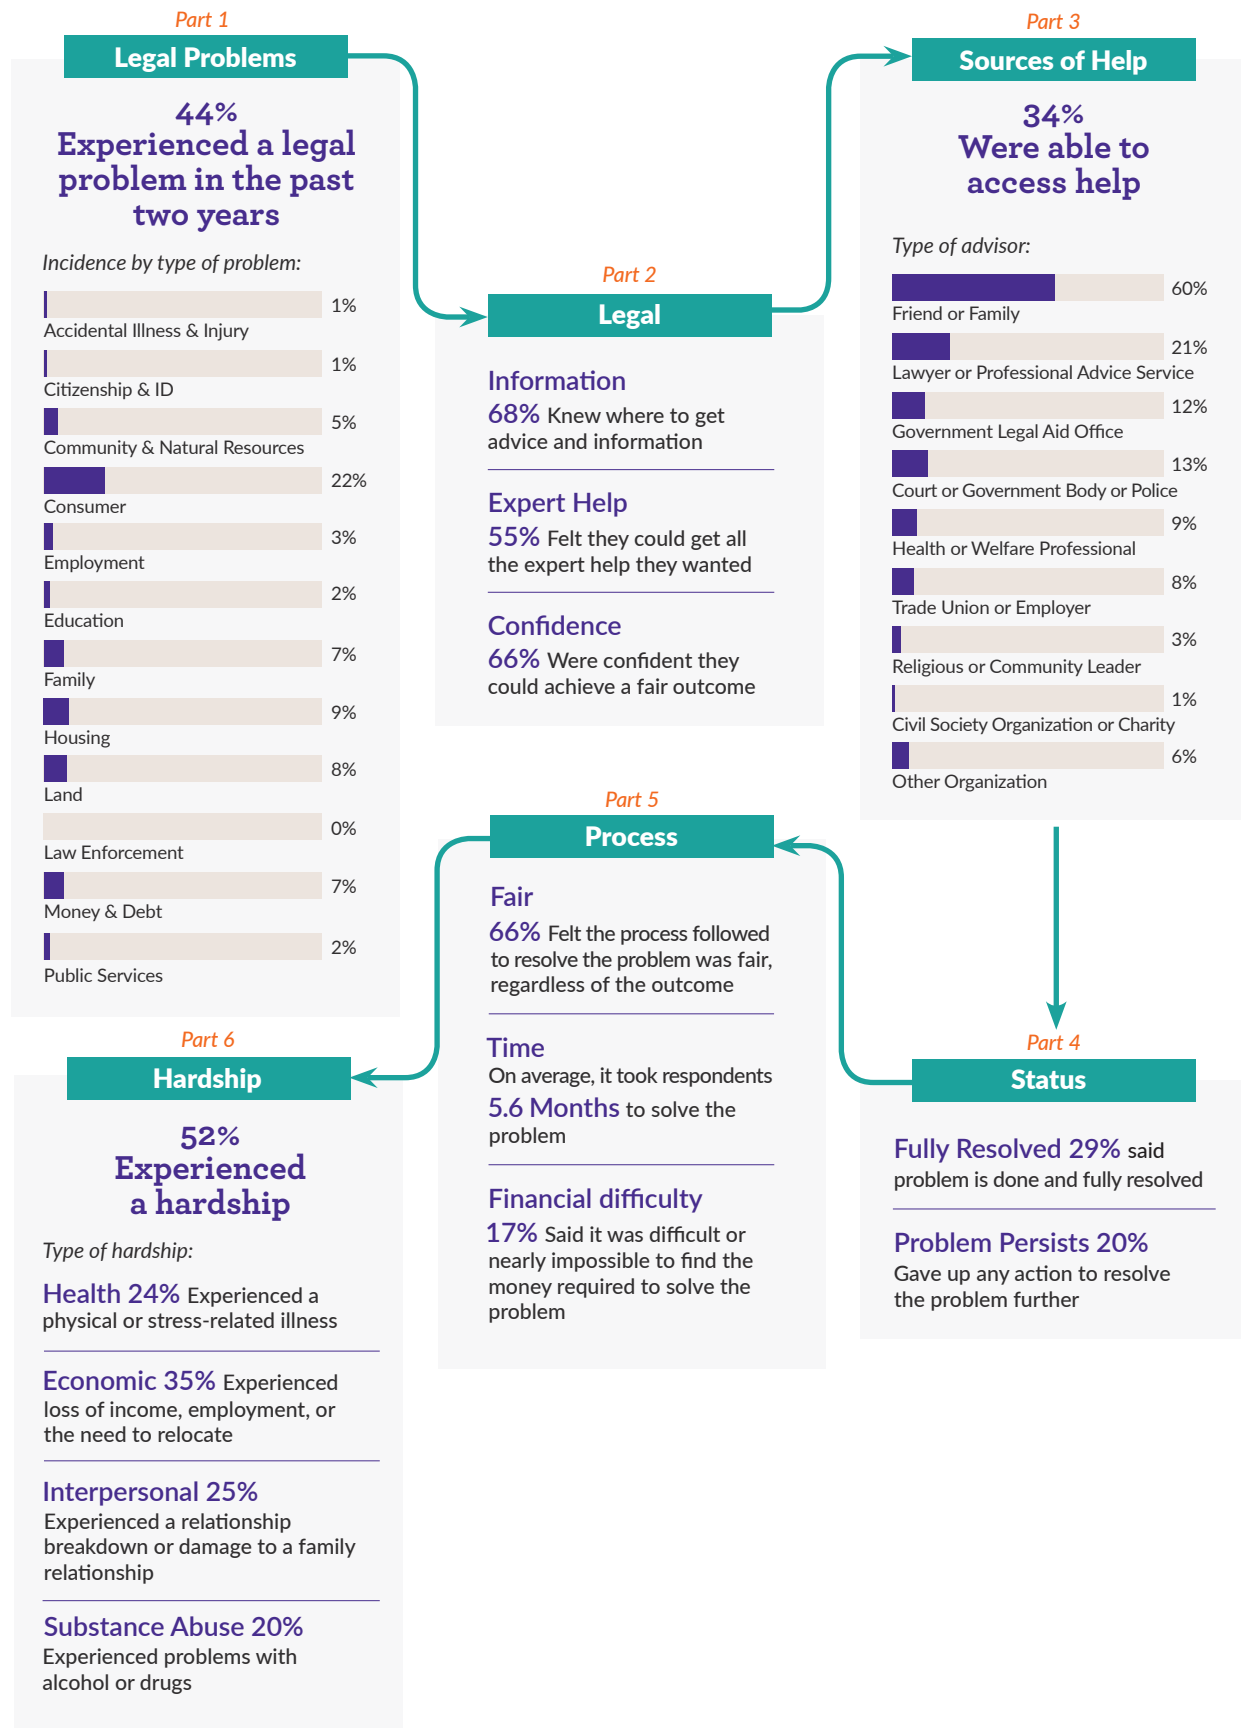 Part 1
Legal Problems
44%
Experienced a legal
problem in the past
two years
Incidence by type of problem:
1%
Accidental Illness & Injury
1%
Citizenship & ID
5%
Community & Natural Resources
22%
Consumer
3%
Employment
2%
Education
7%
Family
9%
Housing
8%
Land
0%
Law Enforcement
7%
Money & Debt
2%
Public Services
Part 2
Legal
Information
68% Knew where to get
advice and information
Expert Help
55% Felt they could get all
the expert help they wanted
Confidence
66% Were confident they
could achieve a fair outcome
Part 3
Sources of Help
34%
Were able to
access help
Type of advisor:
60%
Friend or Family
21%
Lawyer or Professional Advice Service
12%
Government Legal Aid Office
13%
Court or Government Body or Police
9%
Health or Welfare Professional
8%
Trade Union or Employer
3%
Religious or Community Leader
1%
Civil Society Organization or Charity
6%
Other Organization
Part 4
Status
Fully Resolved 29% said
problem is done and fully resolved
Problem Persists 20%
Gave up any action to resolve
the problem further
Part 5
Process
Fair
66% Felt the process followed
to resolve the problem was fair,
regardless of the outcome
Time
On average, it took respondents
5.6 Months to solve the
problem
Financial difficulty
17% Said it was difficult or
nearly impossible to find the
money required to solve the
problem
Part 6
Hardship
52%
Experienced
a hardship
Type of hardship:
Health 24% Experienced a
physical or stress-related illness
Economic 35% Experienced
loss of income, employment, or
the need to relocate
Interpersonal 25%
Experienced a relationship
breakdown or damage to a family
relationship
Substance Abuse 20%
Experienced problems with
alcohol or drugs